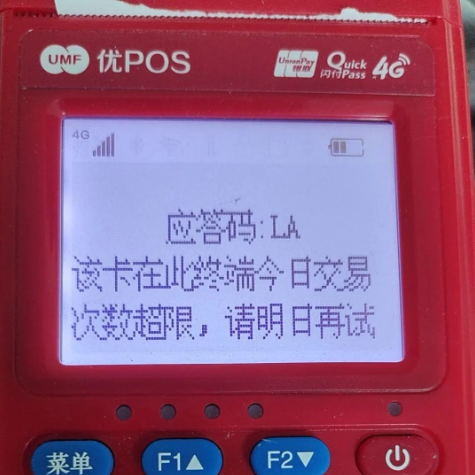 UMF 优POS
UnionPay 银联 Quick Pass 闪付 4G
4G
应答码:LA
该卡在此终端今日交易
次数超限，请明日再试
菜单 F1▲ F2▼